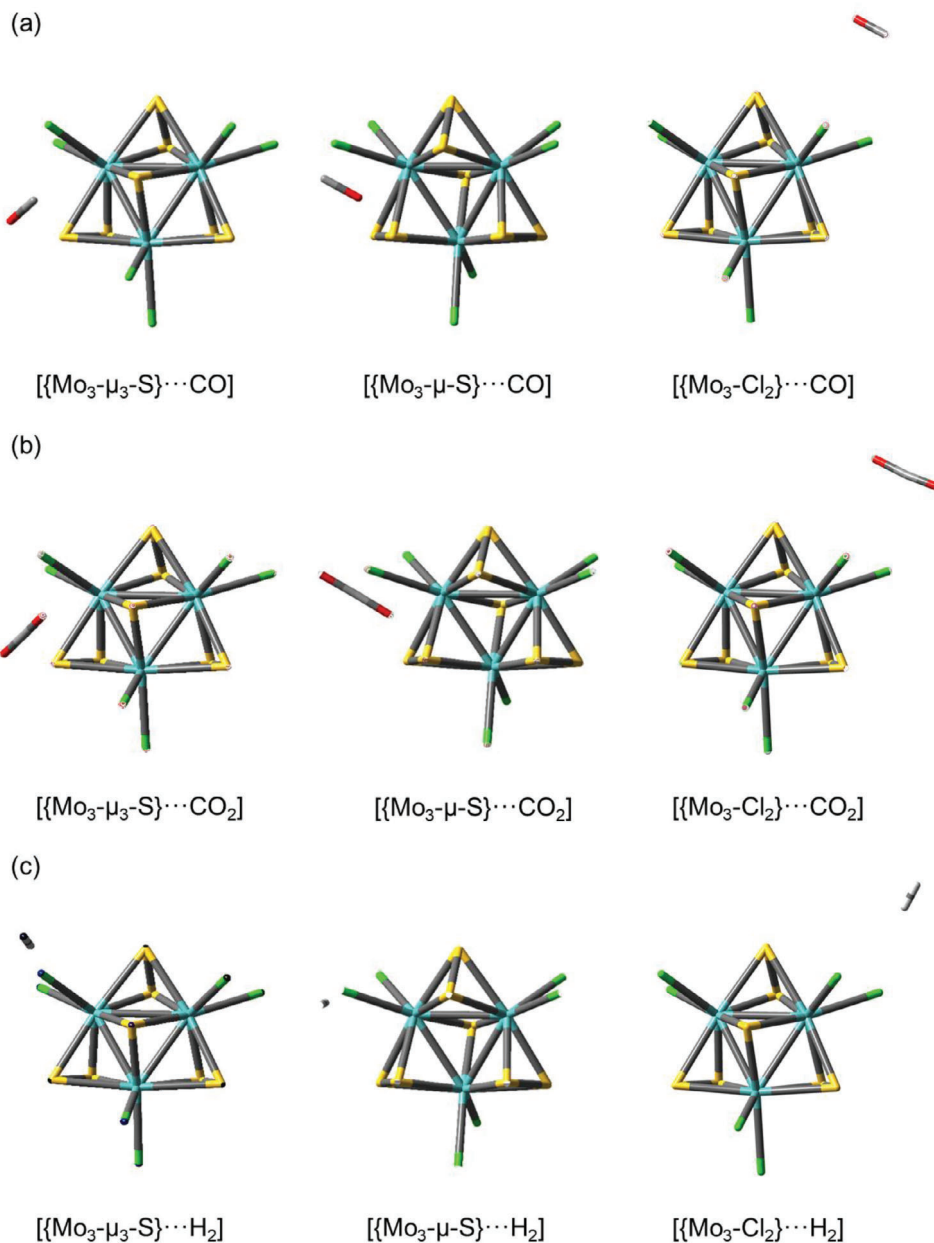 (a)
[{Mo₃-μ₃-S}···CO] [{Mo₃-μ-S}···CO] [{Mo₃-Cl₂}···CO]
(b)
[{Mo₃-μ₃-S}···CO₂] [{Mo₃-μ-S}···CO₂] [{Mo₃-Cl₂}···CO₂]
(c)
[{Mo₃-μ₃-S}···H₂] [{Mo₃-μ-S}···H₂] [{Mo₃-Cl₂}···H₂]